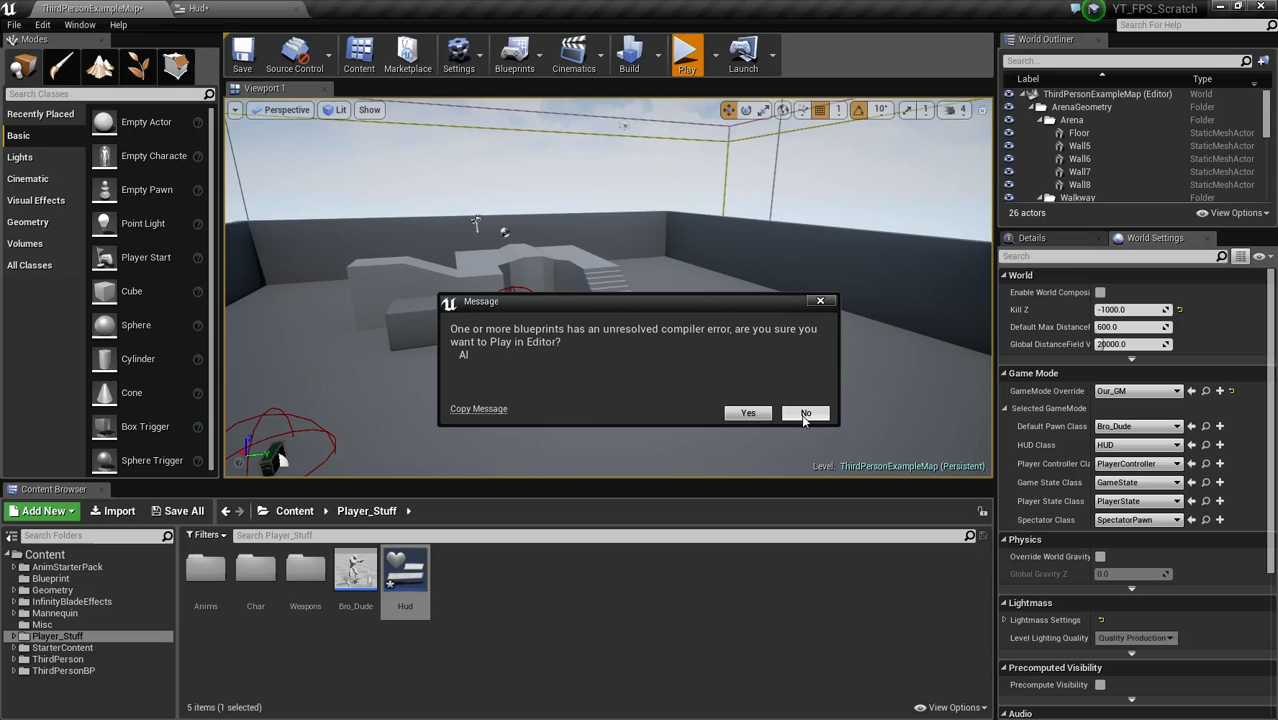 ThirdPersonExampleMap*
Hud*
YT_FPS_Scratch
File Edit Window Help
Search For Help
Modes
Search Classes
Recently Placed
Basic
Lights
Cinematic
Visual Effects
Geometry
Volumes
All Classes
Empty Actor
Empty Characte
Empty Pawn
Point Light
Player Start
Cube
Sphere
Cylinder
Cone
Box Trigger
Sphere Trigger
Save
Source Control
Content
Marketplace
Settings
Blueprints
Cinematics
Build
Play
Launch
Viewport 1
Perspective
Lit
Show
1
10°
1
4
Message
One or more blueprints has an unresolved compiler error, are you sure you
want to Play in Editor?
AI
Copy Message
Yes
No
Level: ThirdPersonExampleMap (Persistent)
World Outliner
Search...
Label Type
ThirdPersonExampleMap (Editor) World
ArenaGeometry Folder
Arena Folder
Floor StaticMeshActor
Wall5 StaticMeshActor
Wall6 StaticMeshActor
Wall7 StaticMeshActor
Wall8 StaticMeshActor
Walkway Folder
26 actors
View Options
Details
World Settings
Search
World
Enable World Composi
Kill Z -1000.0
Default Max DistanceF 600.0
Global DistanceField V 20000.0
Game Mode
GameMode Override Our_GM
Selected GameMode
Default Pawn Class Bro_Dude
HUD Class HUD
Player Controller Cla PlayerController
Game State Class GameState
Player State Class PlayerState
Spectator Class SpectatorPawn
Physics
Override World Gravity
Global Gravity Z 0.0
Lightmass
Lightmass Settings
Level Lighting Quality Quality Production
Precomputed Visibility
Precompute Visibility
Audio
Content Browser
Add New
Import
Save All
Content
Player_Stuff
Search Folders
Filters
Search Player_Stuff
Content
AnimStarterPack
Blueprint
Geometry
InfinityBladeEffects
Mannequin
Misc
Player_Stuff
StarterContent
ThirdPerson
ThirdPersonBP
Anims
Char
Weapons
Bro_Dude
Hud
5 items (1 selected)
View Options